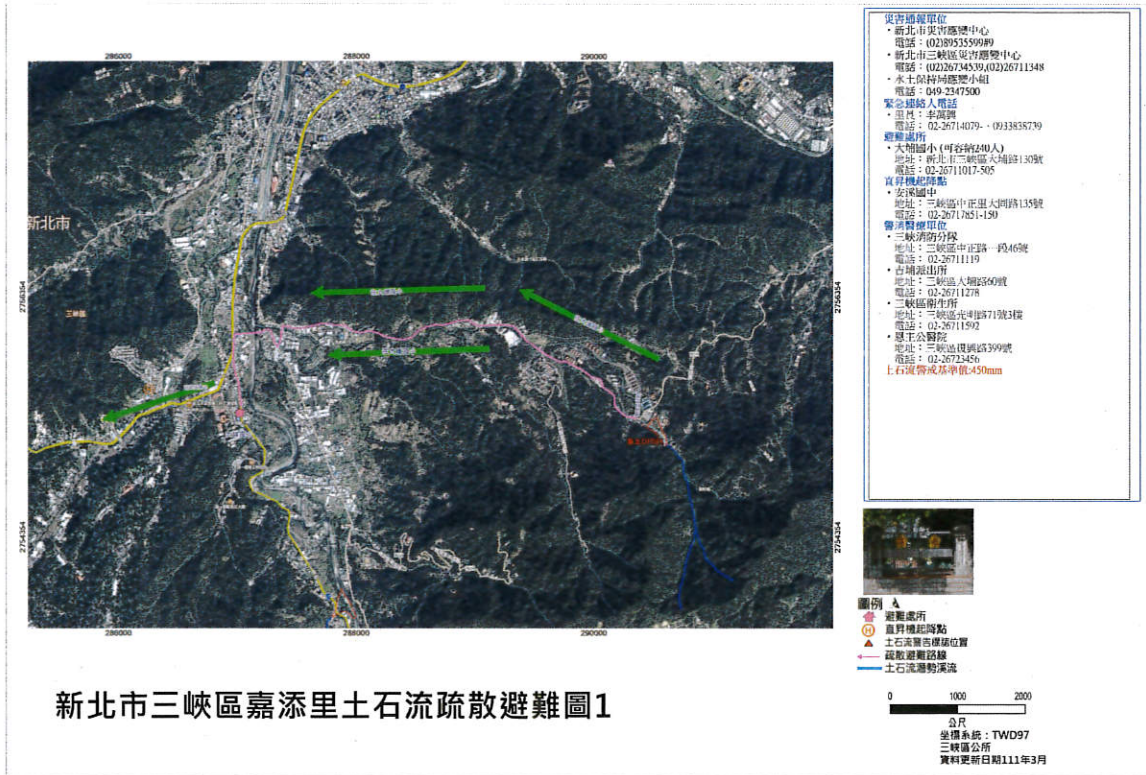 286000
288000
290000
新北市
三峽區
2756354
2756354
2754354
2754354
286000
288000
290000
災害通報單位
・新北市災害應變中心
電話：(02)89535599#9
・新北市三峽區災害應變中心
電話：(02)26734539,(02)26711348
・水土保持局應變小組
電話：049-2347500
緊急連絡人電話
・里長：李萬興
電話：02-26714079-、0933838739
避難處所
・大埔國小 (可容納240人)
地址：新北市三峽區大埔路130號
電話：02-26711017-505
直昇機起降點
・安溪國中
地址：三峽區中正里大同路135號
電話：02-26717851-150
警消醫療單位
・三峽消防分隊
地址：三峽區中正路一段46號
電話：02-26711119
・吉埔派出所
地址：三峽區大埔路60號
電話：02-26711278
・三峽區衛生所
地址：三峽區光明路71號3樓
電話：02-26711592
・恩主公醫院
地址：三峽區復興路399號
電話：02-26723456
土石流警戒基準值:450mm
圖例
避難處所
直昇機起降點
土石流警告標誌位置
疏散避難路線
土石流潛勢溪流
0 1000 2000
公尺
坐標系統：TWD97
三峽區公所
資料更新日期111年3月
新北市三峽區嘉添里土石流疏散避難圖1